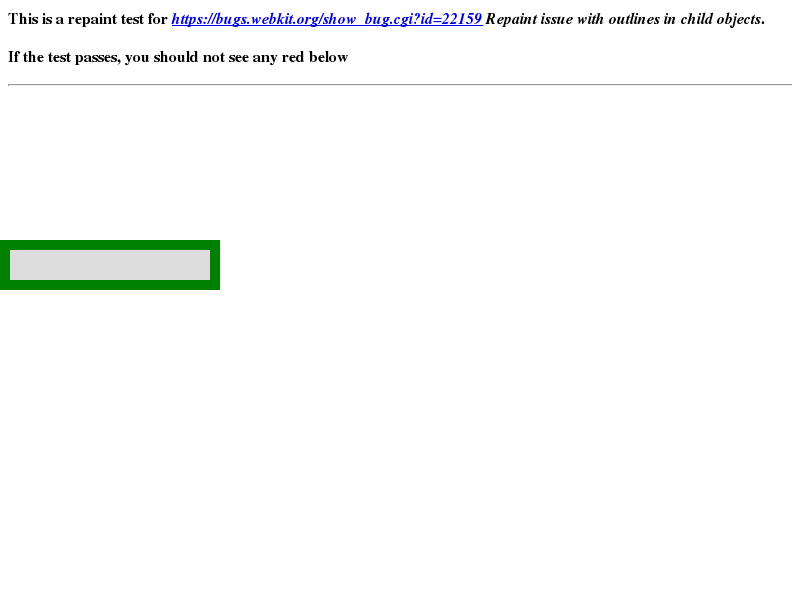 This is a repaint test for https://bugs.webkit.org/show_bug.cgi?id=22159 Repaint issue with outlines in child objects.
If the test passes, you should not see any red below